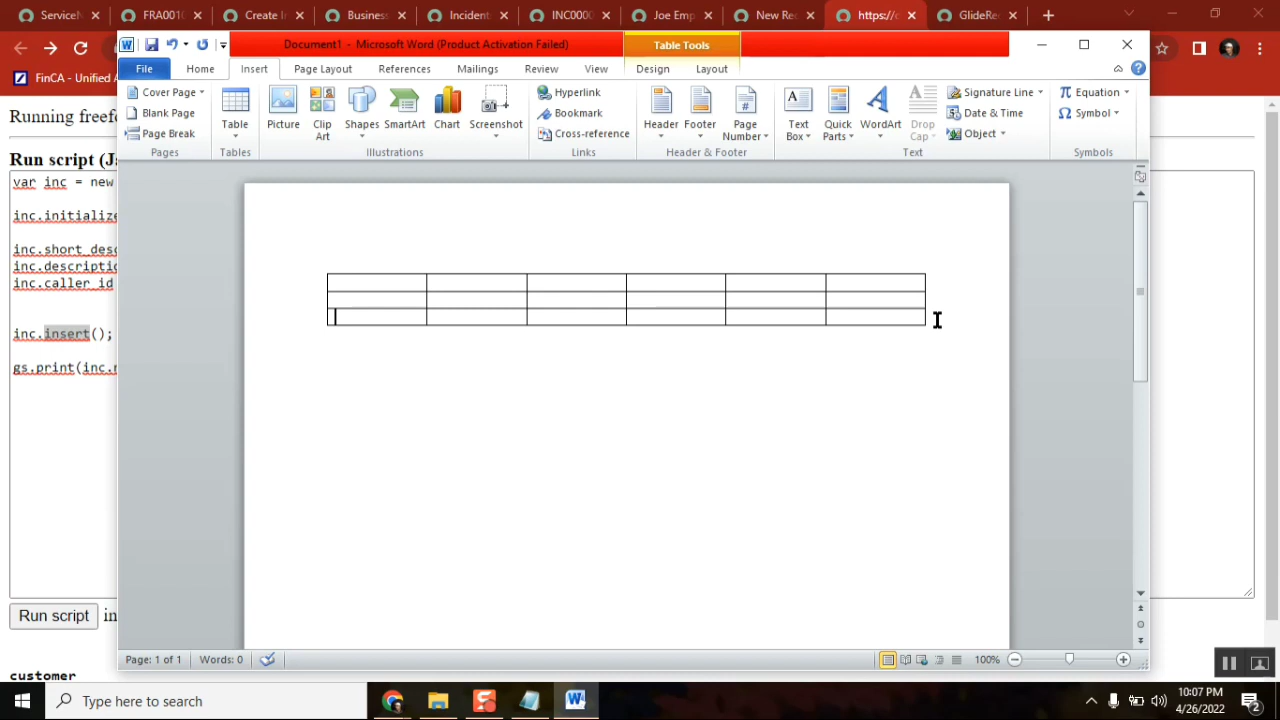 ServiceN
FRA0010
Create In
Business
Incident
INC0000
Joe Emp
New Rec
https://c
GlideRec
FinCA - Unified A
Document1 - Microsoft Word (Product Activation Failed)
Table Tools
File
Home
Insert
Page Layout
References
Mailings
Review
View
Design
Layout
Cover Page
Blank Page
Page Break
Pages
Table
Tables
Picture
Clip Art
Shapes
SmartArt
Chart
Screenshot
Illustrations
Hyperlink
Bookmark
Cross-reference
Links
Header
Footer
Page Number
Header & Footer
Text Box
Quick Parts
WordArt
Drop Cap
Signature Line
Date & Time
Object
Text
Equation
Symbol
Symbols
Running freef
Run script (J
var inc = new
inc.initialize
inc.short_desc
inc.descriptio
inc.caller_id
inc.insert();
gs.print(inc.n
Run script
in
customer
Page: 1 of 1
Words: 0
100%
Type here to search
10:07 PM
4/26/2022
2